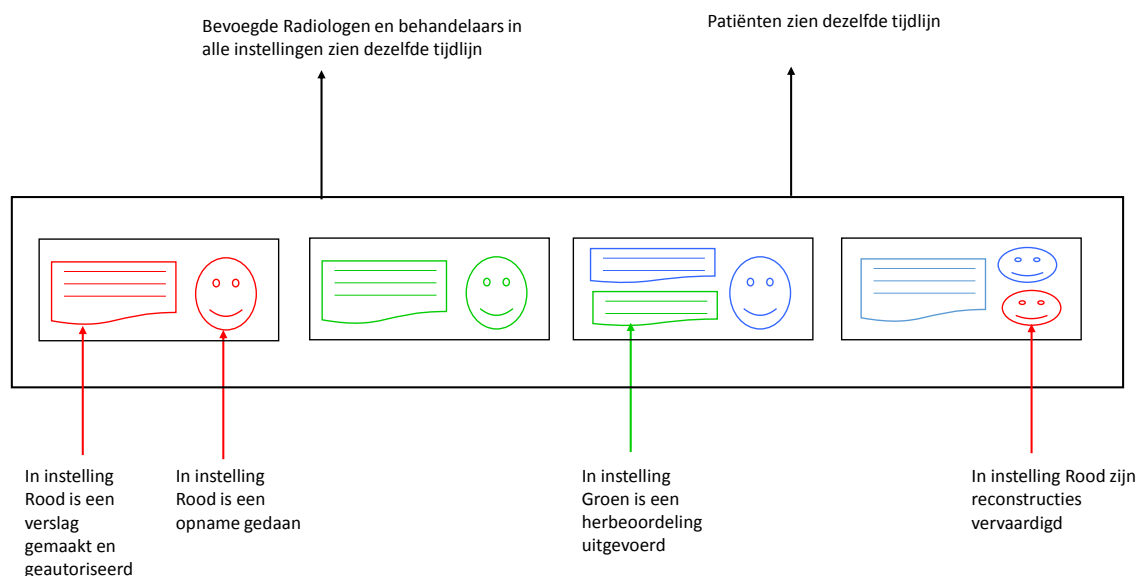 Bevoegde Radiologen en behandelaars in
alle instellingen zien dezelfde tijdlijn
Patiënten zien dezelfde tijdlijn
In instelling
Rood is een
verslag
gemaakt en
geautoriseerd
In instelling
Rood is een
opname gedaan
In instelling
Groen is een
herbeoordeling
uitgevoerd
In instelling Rood zijn
reconstructies
vervaardigd